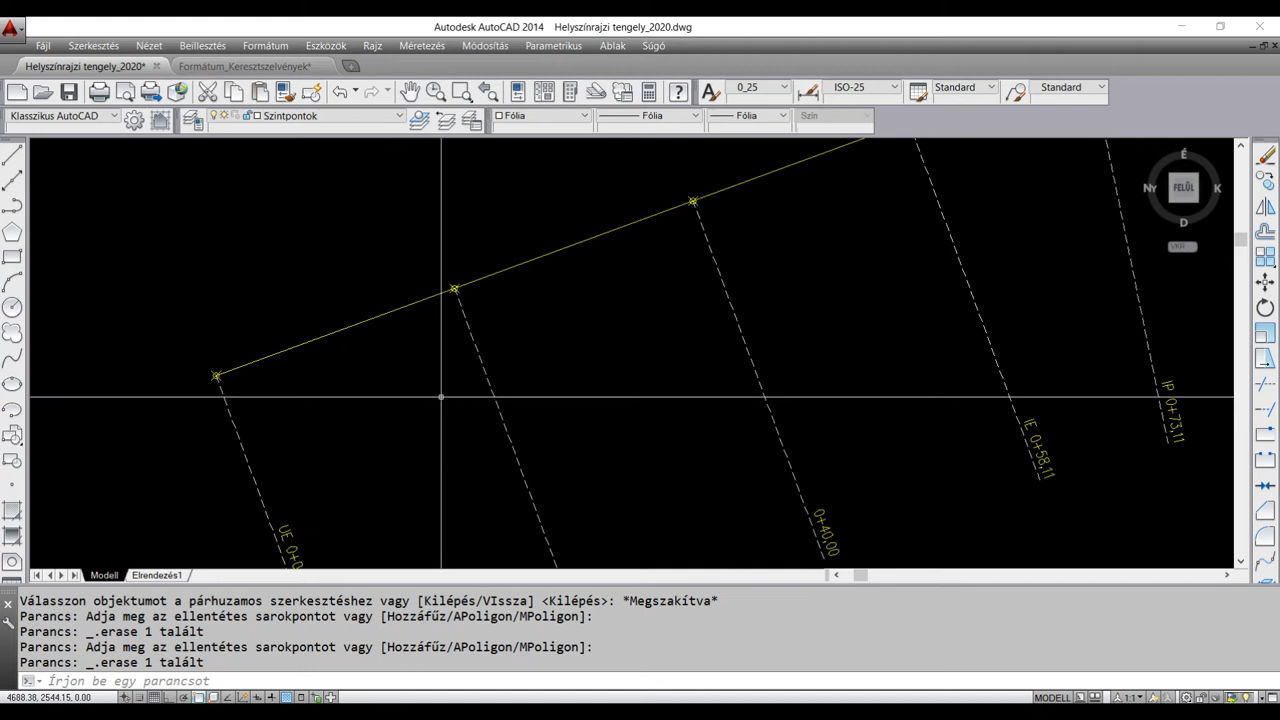 Autodesk AutoCAD 2014 Helyszínrajzi tengely_2020.dwg
Fájl Szerkesztés Nézet Beillesztés Formátum Eszközök Rajz Méretezés Módosítás Parametrikus Ablak Súgó
Helyszínrajzi tengely_2020* Formátum_Keresztszelvények*
0_25 ISO-25 Standard Standard
Klasszikus AutoCAD Szintpontok Fólia Fólia Fólia Szín
É
NY FELÜL K
D
VKR
IP 0+73,11
IE 0+58,11
0+40,00
UE 0+0
Modell Elrendezés1
Válasszon objektumot a párhuzamos szerkesztéshez vagy [Kilépés/VIssza] <Kilépés>: *Megszakítva*
Parancs: Adja meg az ellentétes sarokpontot vagy [Hozzáfűz/APoligon/MPoligon]:
Parancs: _.erase 1 talált
Parancs: Adja meg az ellentétes sarokpontot vagy [Hozzáfűz/APoligon/MPoligon]:
Parancs: _.erase 1 talált
Írjon be egy parancsot
4688.38, 2544.15, 0.00 MODELL 1:1